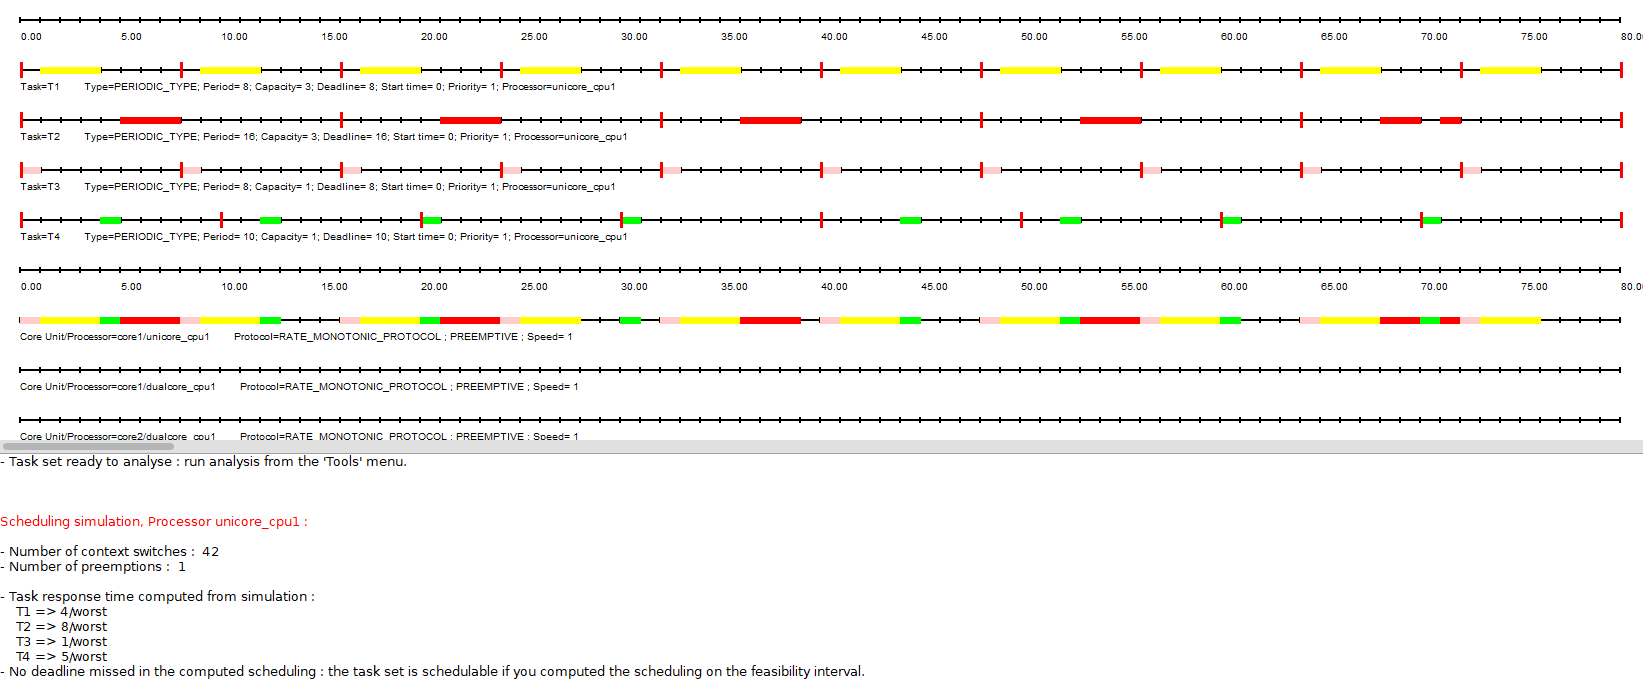 0.00 5.00 10.00 15.00 20.00 25.00 30.00 35.00 40.00 45.00 50.00 55.00 60.00 65.00 70.00 75.00 80.0
Task=T1 Type=PERIODIC_TYPE; Period= 8; Capacity= 3; Deadline= 8; Start time= 0; Priority= 1; Processor=unicore_cpu1
Task=T2 Type=PERIODIC_TYPE; Period= 16; Capacity= 3; Deadline= 16; Start time= 0; Priority= 1; Processor=unicore_cpu1
Task=T3 Type=PERIODIC_TYPE; Period= 8; Capacity= 1; Deadline= 8; Start time= 0; Priority= 1; Processor=unicore_cpu1
Task=T4 Type=PERIODIC_TYPE; Period= 10; Capacity= 1; Deadline= 10; Start time= 0; Priority= 1; Processor=unicore_cpu1
0.00 5.00 10.00 15.00 20.00 25.00 30.00 35.00 40.00 45.00 50.00 55.00 60.00 65.00 70.00 75.00 80.0
Core Unit/Processor=core1/unicore_cpu1 Protocol=RATE_MONOTONIC_PROTOCOL ; PREEMPTIVE ; Speed= 1
Core Unit/Processor=core1/dualcore_cpu1 Protocol=RATE_MONOTONIC_PROTOCOL ; PREEMPTIVE ; Speed= 1
Core Unit/Processor=core2/dualcore_cpu1 Protocol=RATE_MONOTONIC_PROTOCOL ; PREEMPTIVE ; Speed= 1
- Task set ready to analyse : run analysis from the 'Tools' menu.
Scheduling simulation, Processor unicore_cpu1 :
- Number of context switches : 42
- Number of preemptions : 1
- Task response time computed from simulation :
T1 => 4/worst
T2 => 8/worst
T3 => 1/worst
T4 => 5/worst
- No deadline missed in the computed scheduling : the task set is schedulable if you computed the scheduling on the feasibility interval.